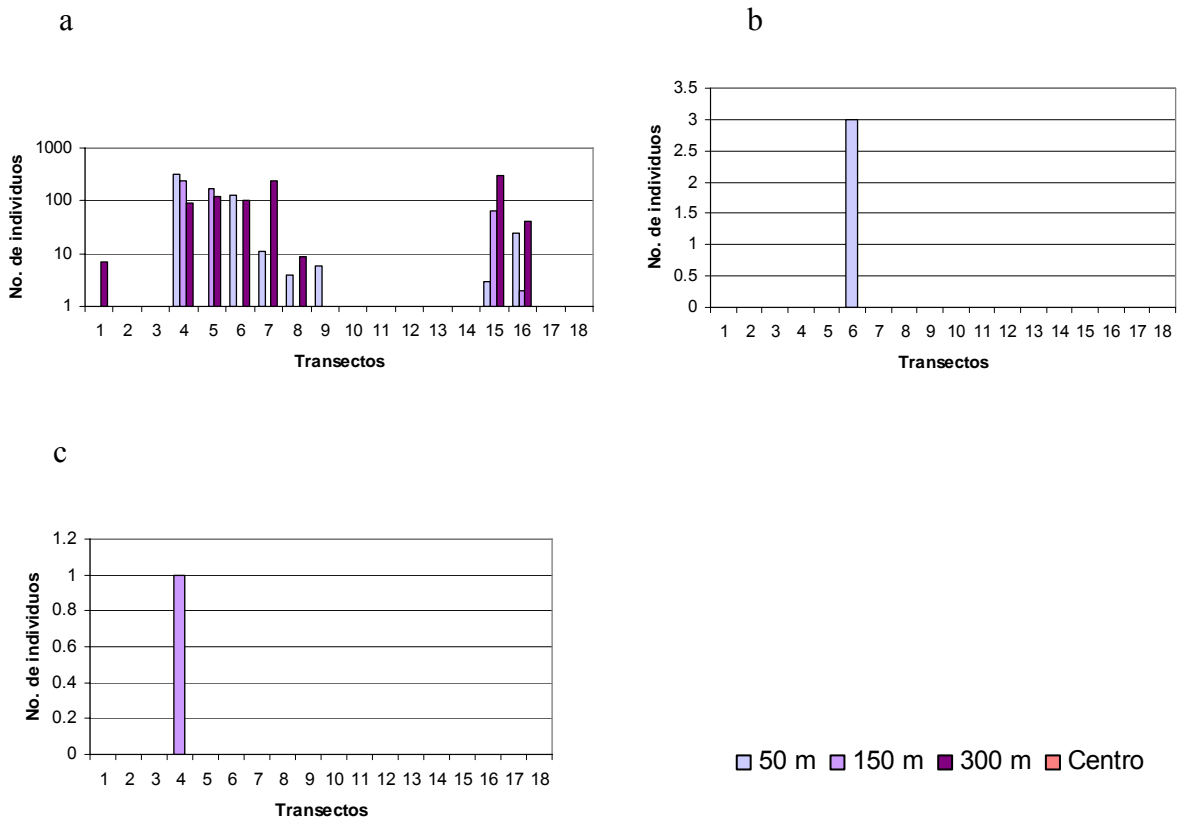 a
1000
100
10
1
No. de individuos
1 2 3 4 5 6 7 8 9 10 11 12 13 14 15 16 17 18
Transectos
b
3.5
3
2.5
2
1.5
1
0.5
0
No. de individuos
1 2 3 4 5 6 7 8 9 10 11 12 13 14 15 16 17 18
Transectos
c
1.2
1
0.8
0.6
0.4
0.2
0
No. de individuos
1 2 3 4 5 6 7 8 9 10 11 12 13 14 15 16 17 18
Transectos
50 m 150 m 300 m Centro